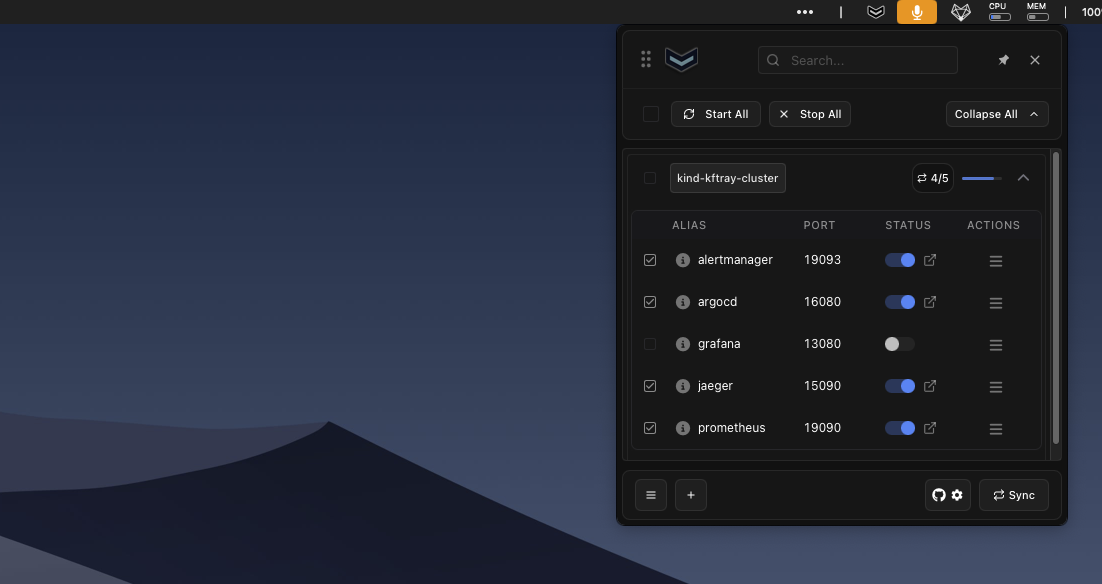 ••• | CPU MEM | 100
Search...
Start All Stop All Collapse All
kind-kftray-cluster 4/5
ALIAS PORT STATUS ACTIONS
alertmanager 19093
argocd 16080
grafana 13080
jaeger 15090
prometheus 19090
+ Sync